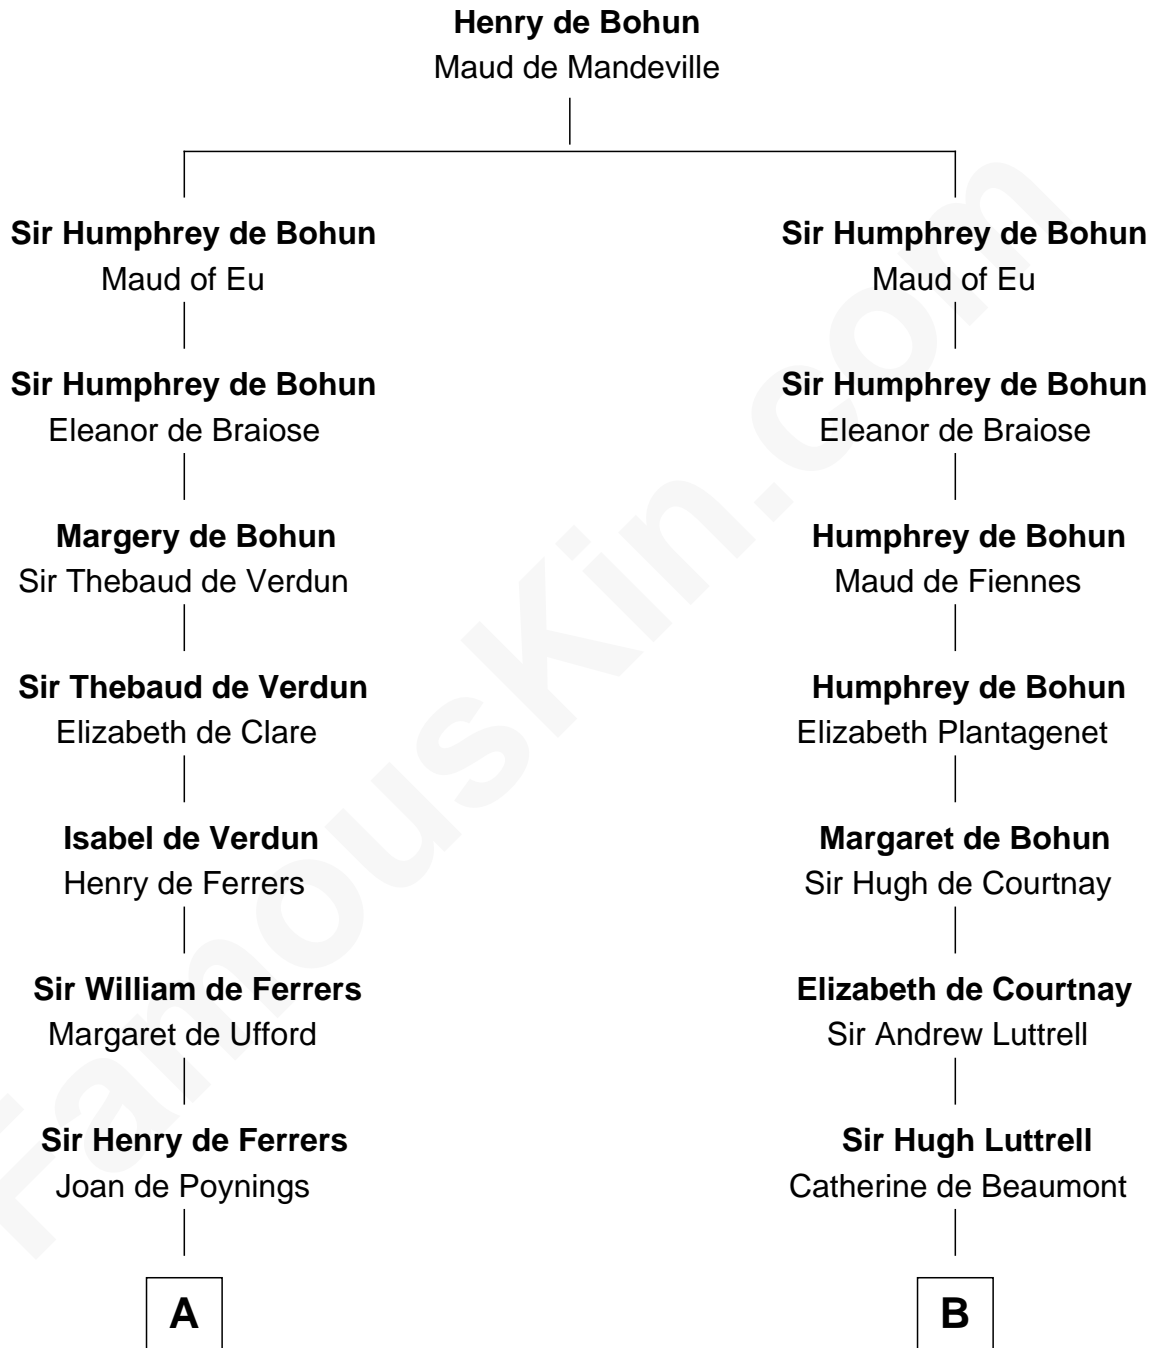 Henry de Bohun
Maud de Mandeville
Sir Humphrey de Bohun
Maud of Eu
Sir Humphrey de Bohun
Eleanor de Braiose
Margery de Bohun
Sir Thebaud de Verdun
Sir Thebaud de Verdun
Elizabeth de Clare
Isabel de Verdun
Henry de Ferrers
Sir William de Ferrers
Margaret de Ufford
Sir Henry de Ferrers
Joan de Poynings
A
Sir Humphrey de Bohun
Maud of Eu
Sir Humphrey de Bohun
Eleanor de Braiose
Humphrey de Bohun
Maud de Fiennes
Humphrey de Bohun
Elizabeth Plantagenet
Margaret de Bohun
Sir Hugh de Courtnay
Elizabeth de Courtnay
Sir Andrew Luttrell
Sir Hugh Luttrell
Catherine de Beaumont
B
FamousKin.com